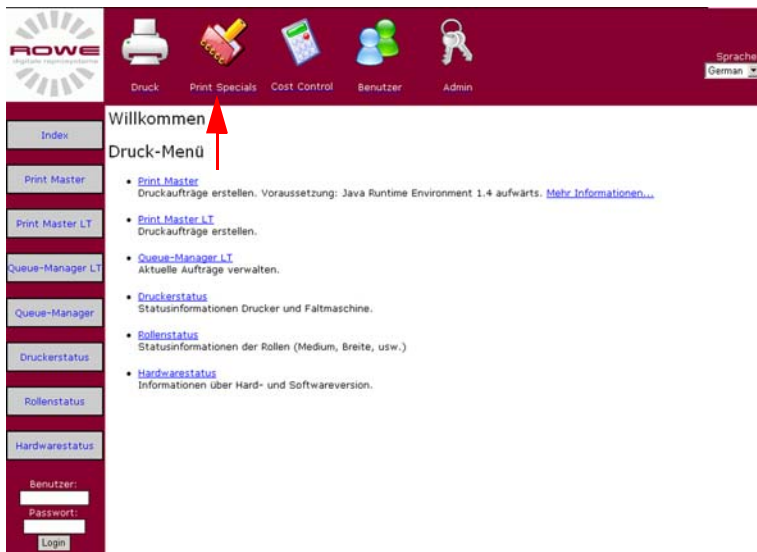 ROWE
digitale reprosysteme
Druck
Print Specials
Cost Control
Benutzer
Admin
Sprache
German
Index
Print Master
Print Master LT
Queue-Manager LT
Queue-Manager
Druckerstatus
Rollenstatus
Hardwarestatus
Benutzer:
Passwort:
Login
Willkommen
Druck-Menü
• Print Master
Druckaufträge erstellen. Voraussetzung: Java Runtime Environment 1.4 aufwärts. Mehr Informationen...
• Print Master LT
Druckaufträge erstellen.
• Queue-Manager LT
Aktuelle Aufträge verwalten.
• Druckerstatus
Statusinformationen Drucker und Faltmaschine.
• Rollenstatus
Statusinformationen der Rollen (Medium, Breite, usw.)
• Hardwarestatus
Informationen über Hard- und Softwareversion.